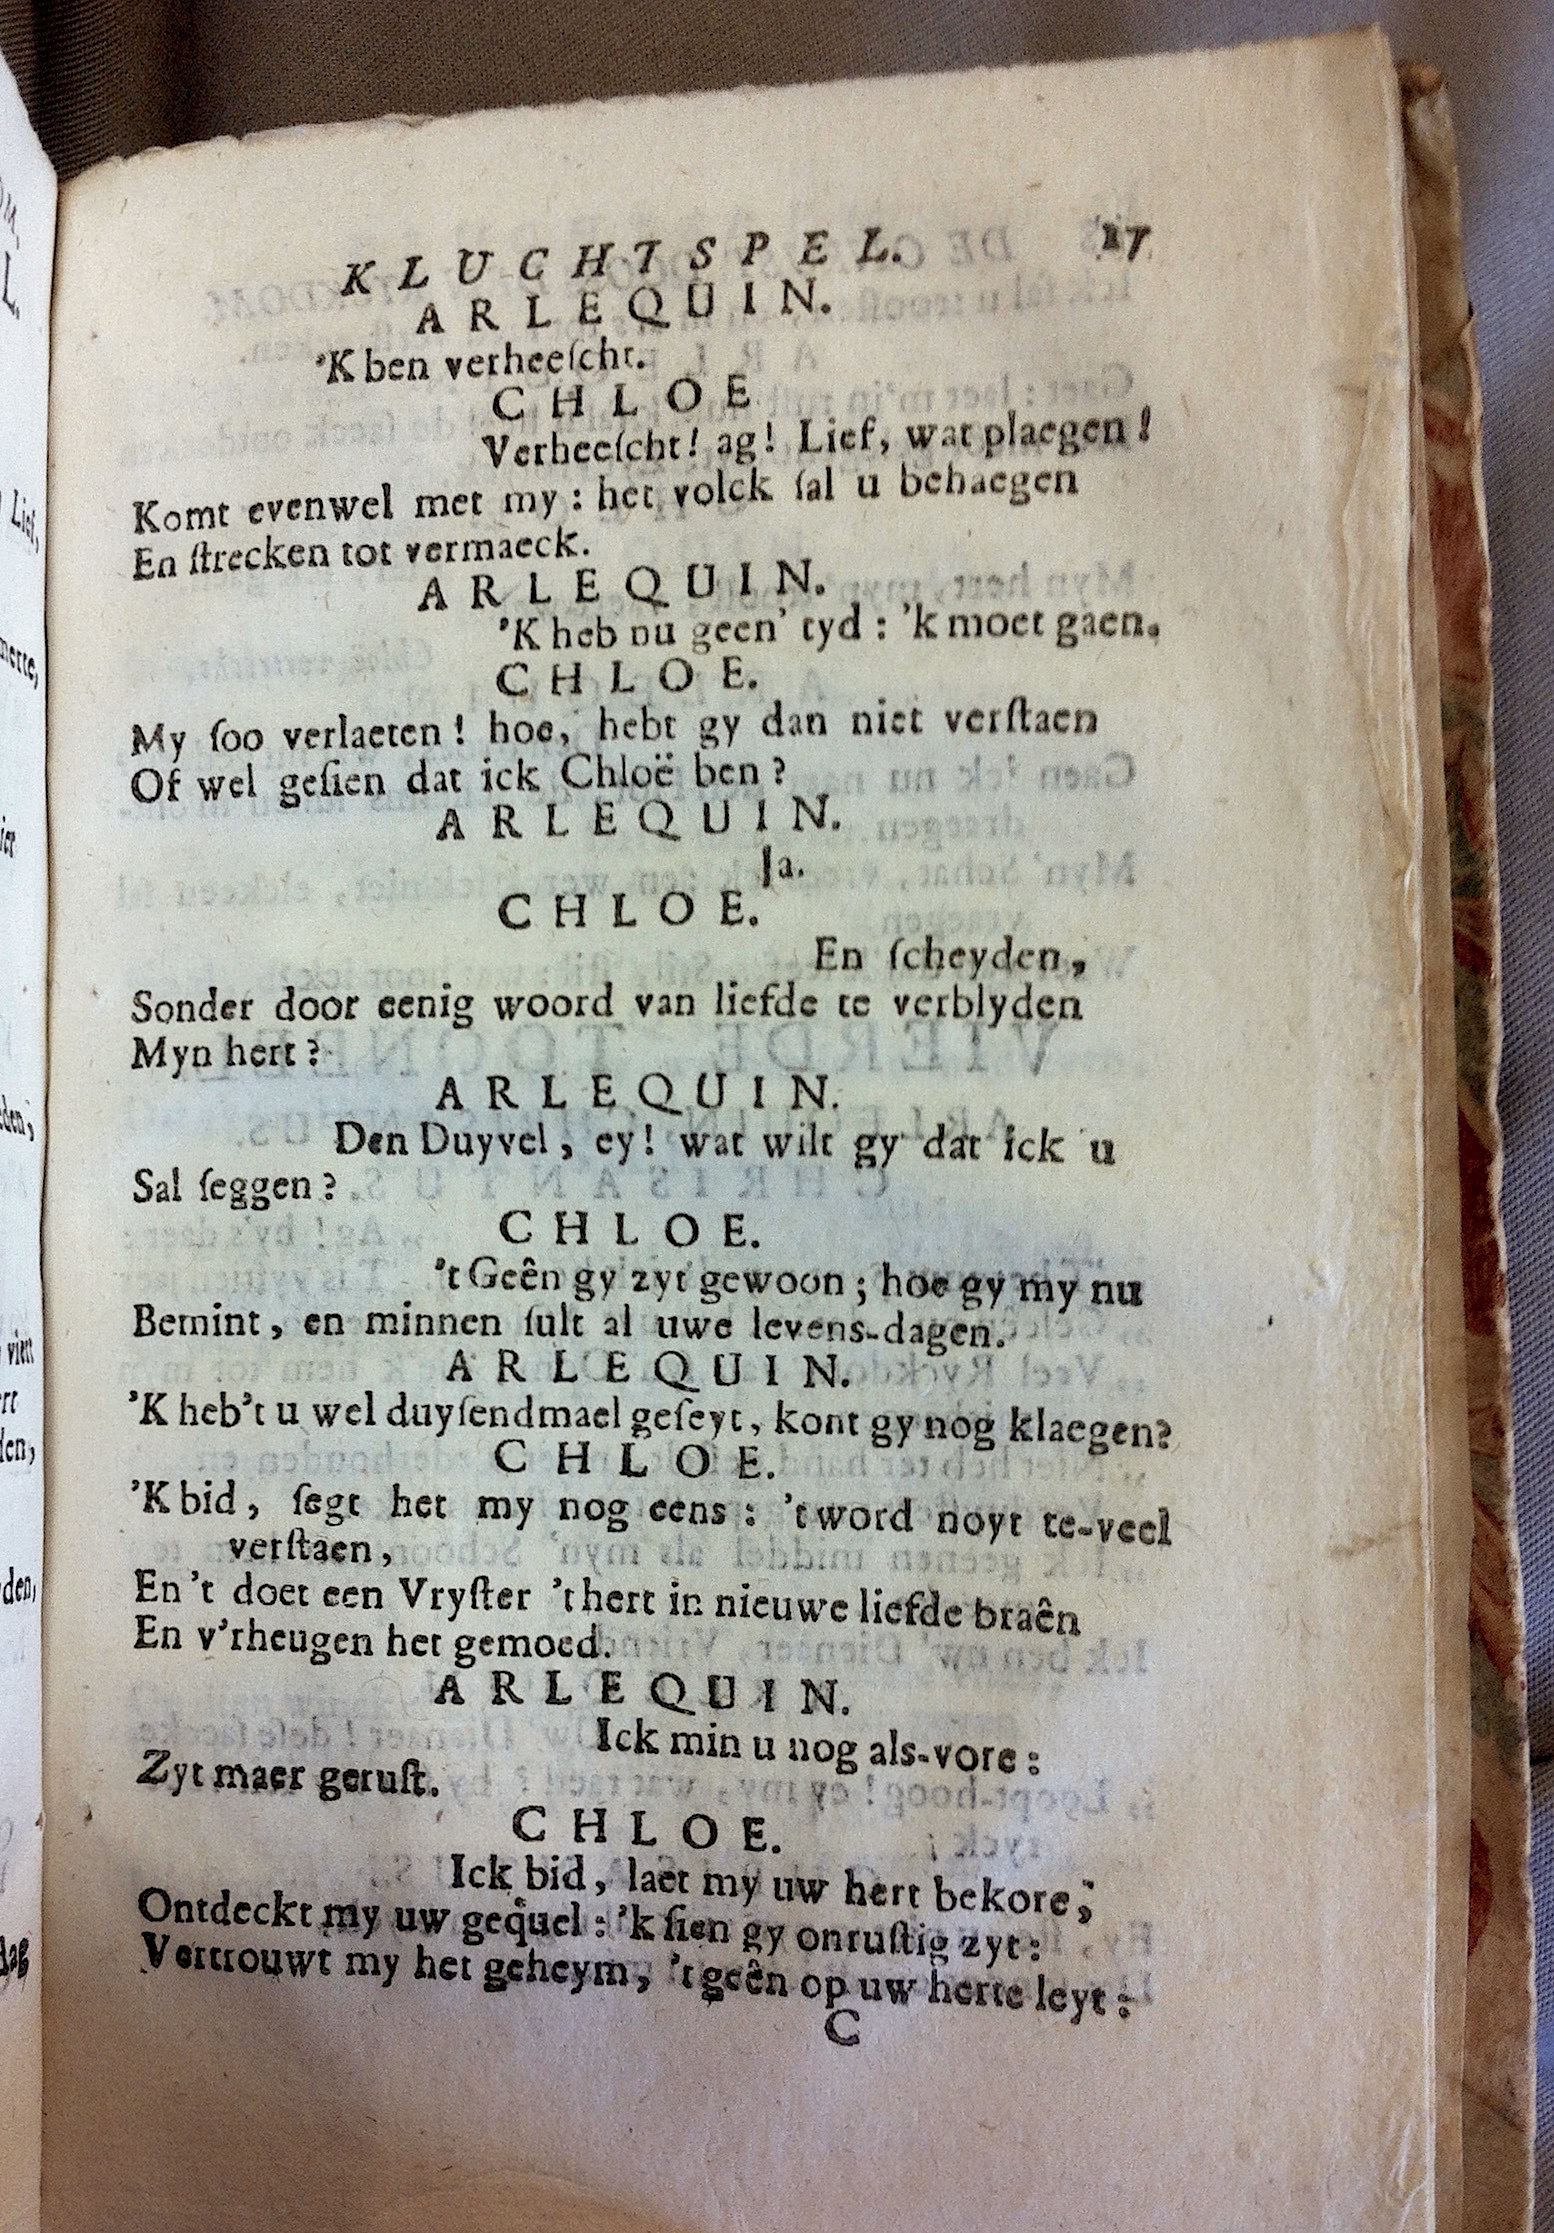 KLUCHTSPEL. 17
ARLEQUIN.
'K ben verheeſcht.
CHLOE
Verheeſcht! ag! Lief, wat plaegen!
Komt evenwel met my: het volck ſal u behaegen
En ſtrecken tot vermaeck.
ARLEQUIN.
'K heb nu geen' tyd: 'k moet gaen.
CHLOE.
My ſoo verlaeten! hoe, hebt gy dan niet verſtaen
Of wel geſien dat ick Chloë ben?
ARLEQUIN.
Ja.
CHLOE.
En ſcheyden,
Sonder door eenig woord van liefde te verblyden
Myn hert?
ARLEQUIN.
Den Duyvel, ey! wat wilt gy dat ick u
Sal ſeggen?
CHLOE.
't Geên gy zyt gewoon; hoe gy my nu
Bemint, en minnen ſult al uwe levens-dagen.
ARLEQUIN.
'K heb't u wel duyſendmael geſeyt, kont gy nog klaegen?
CHLOE.
'K bid, ſegt het my nog eens: 't word noyt te-veel
verſtaen,
En 't doet een Vryſter 't hert in nieuwe liefde braên
En v'rheugen het gemoed.
ARLEQUIN.
Ick min u nog als-vore:
Zyt maer geruſt.
CHLOE.
Ick bid, laet my uw hert bekore;
Ontdeckt my uw gequel: 'k ſien gy onruſtig zyt:
Vertrouwt my het geheym, 't geên op uw herte leyt:
C